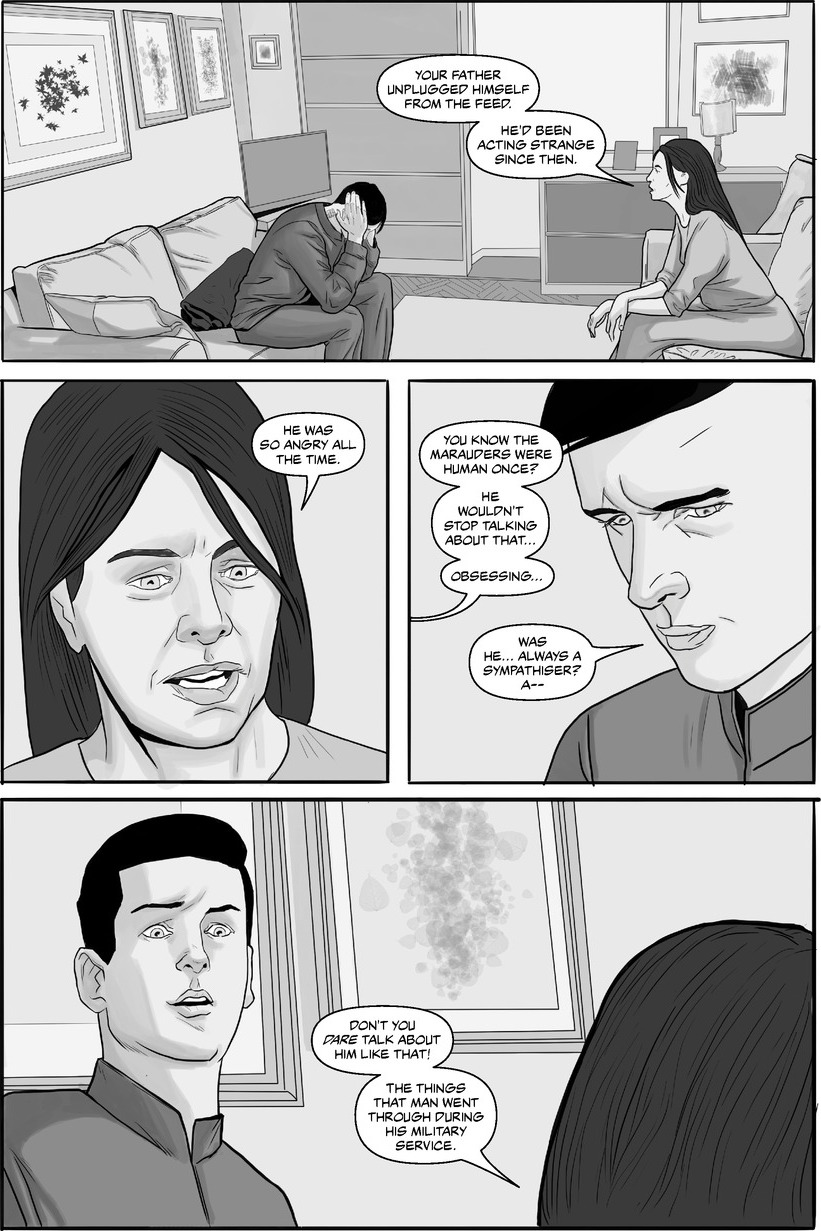 YOUR FATHER
UNPLUGGED HIMSELF
FROM THE FEED.
HE'D BEEN
ACTING STRANGE
SINCE THEN.
HE WAS
SO ANGRY ALL
THE TIME.
YOU KNOW THE
MARAUDERS WERE
HUMAN ONCE?
HE
WOULDN'T
STOP TALKING
ABOUT THAT...
OBSESSING...
WAS
HE... ALWAYS A
SYMPATHISER?
A--
DON'T YOU
DARE TALK ABOUT
HIM LIKE THAT!
THE THINGS
THAT MAN WENT
THROUGH DURING
HIS MILITARY
SERVICE.